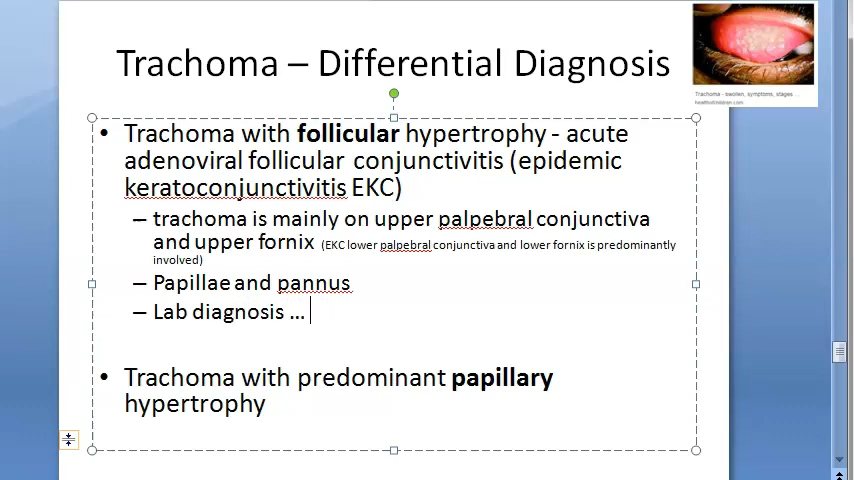 Trachoma – Differential Diagnosis
Trachoma - swollen, symptoms, stages ...
healthofchildren.com
• Trachoma with follicular hypertrophy - acute
adenoviral follicular conjunctivitis (epidemic
keratoconjunctivitis EKC)
– trachoma is mainly on upper palpebral conjunctiva
and upper fornix (EKC lower palpebral conjunctiva and lower fornix is predominantly
involved)
– Papillae and pannus
– Lab diagnosis ...
• Trachoma with predominant papillary
hypertrophy